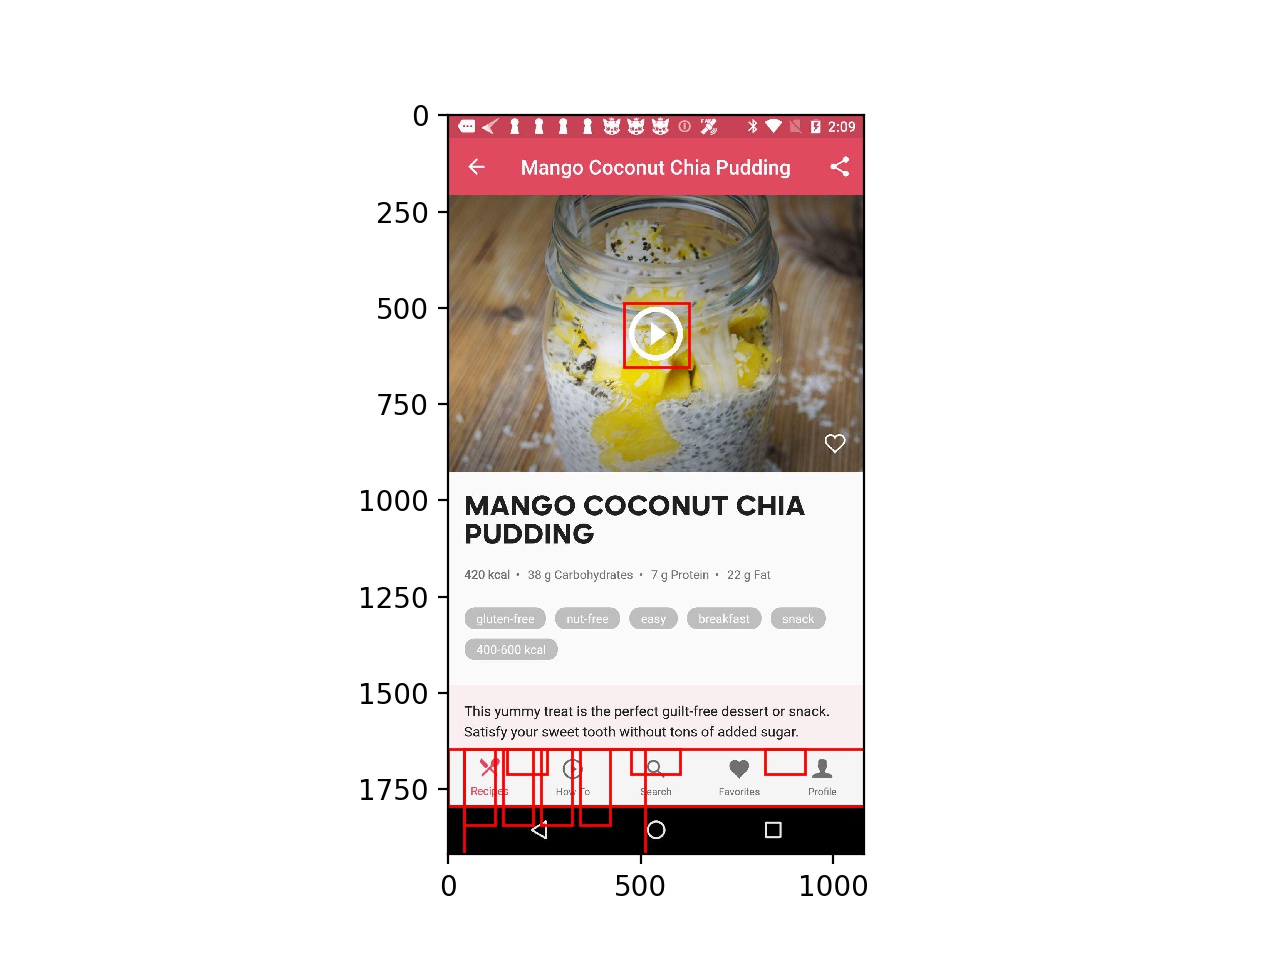 0
2:09
Mango Coconut Chia Pudding
250
500
750
1000
MANGO COCONUT CHIA
PUDDING
420 kcal • 38 g Carbohydrates • 7 g Protein • 22 g Fat
1250
gluten-free nut-free easy breakfast snack
400-600 kcal
1500
This yummy treat is the perfect guilt-free dessert or snack.
Satisfy your sweet tooth without tons of added sugar.
1750
Recipes How To Search Favorites Profile
0 500 1000